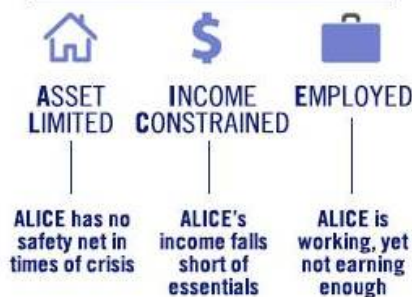 $
ASSET
LIMITED
INCOME
CONSTRAINED
EMPLOYED
ALICE has no
safety net in
times of crisis
ALICE's
income falls
short of
essentials
ALICE is
working, yet
not earning
enough